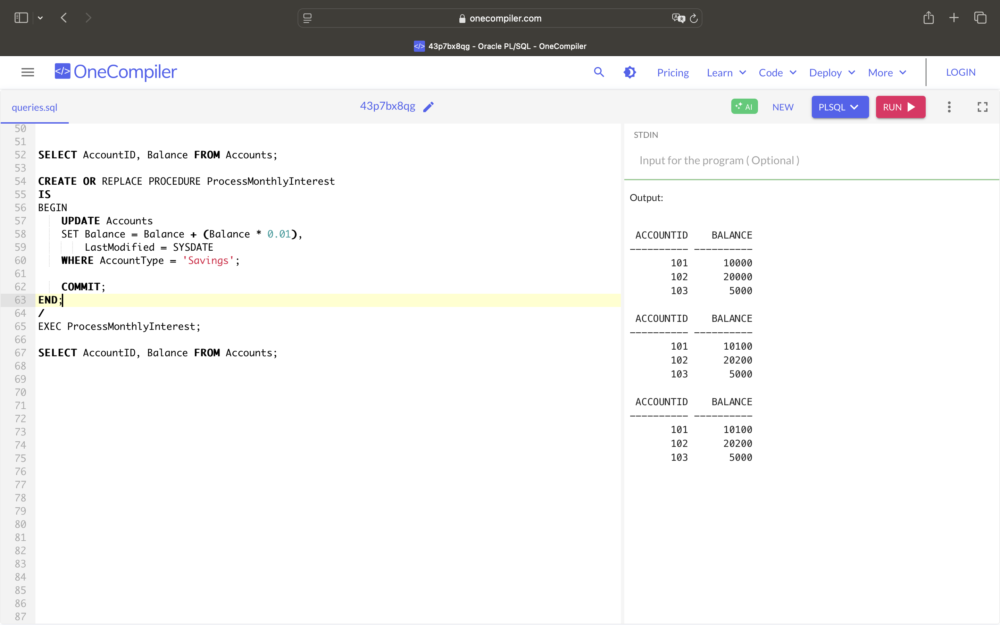 onecompiler.com
</> 43p7bx8qg - Oracle PL/SQL - OneCompiler
</> OneCompiler
Pricing
Learn
Code
Deploy
More
LOGIN
queries.sql
43p7bx8qg
AI
NEW
PLSQL
RUN
50
51
52 SELECT AccountID, Balance FROM Accounts;
53
54 CREATE OR REPLACE PROCEDURE ProcessMonthlyInterest
55 IS
56 BEGIN
57 UPDATE Accounts
58 SET Balance = Balance + (Balance * 0.01),
59 LastModified = SYSDATE
60 WHERE AccountType = 'Savings';
61
62 COMMIT;
63 END;
64 /
65 EXEC ProcessMonthlyInterest;
66
67 SELECT AccountID, Balance FROM Accounts;
68
69
70
71
72
73
74
75
76
77
78
79
80
81
82
83
84
85
86
87
STDIN
Input for the program ( Optional )
Output:
ACCOUNTID BALANCE
---------- ----------
101 10000
102 20000
103 5000
ACCOUNTID BALANCE
---------- ----------
101 10100
102 20200
103 5000
ACCOUNTID BALANCE
---------- ----------
101 10100
102 20200
103 5000